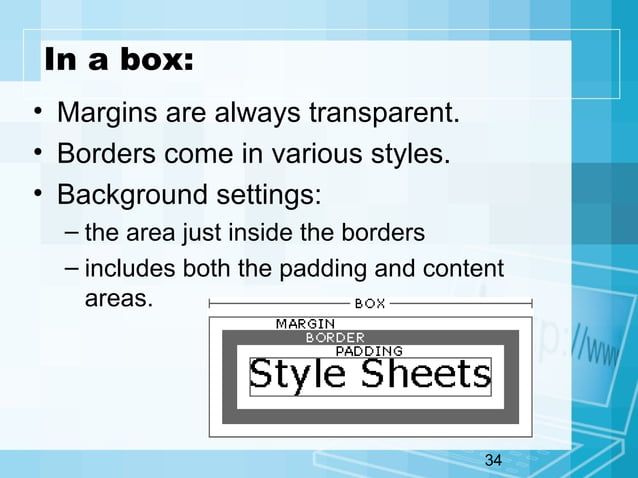 In a box:
• Margins are always transparent.
• Borders come in various styles.
• Background settings:
– the area just inside the borders
– includes both the padding and content
areas.
BOX
MARGIN
BORDER
PADDING
Style Sheets
://www
34